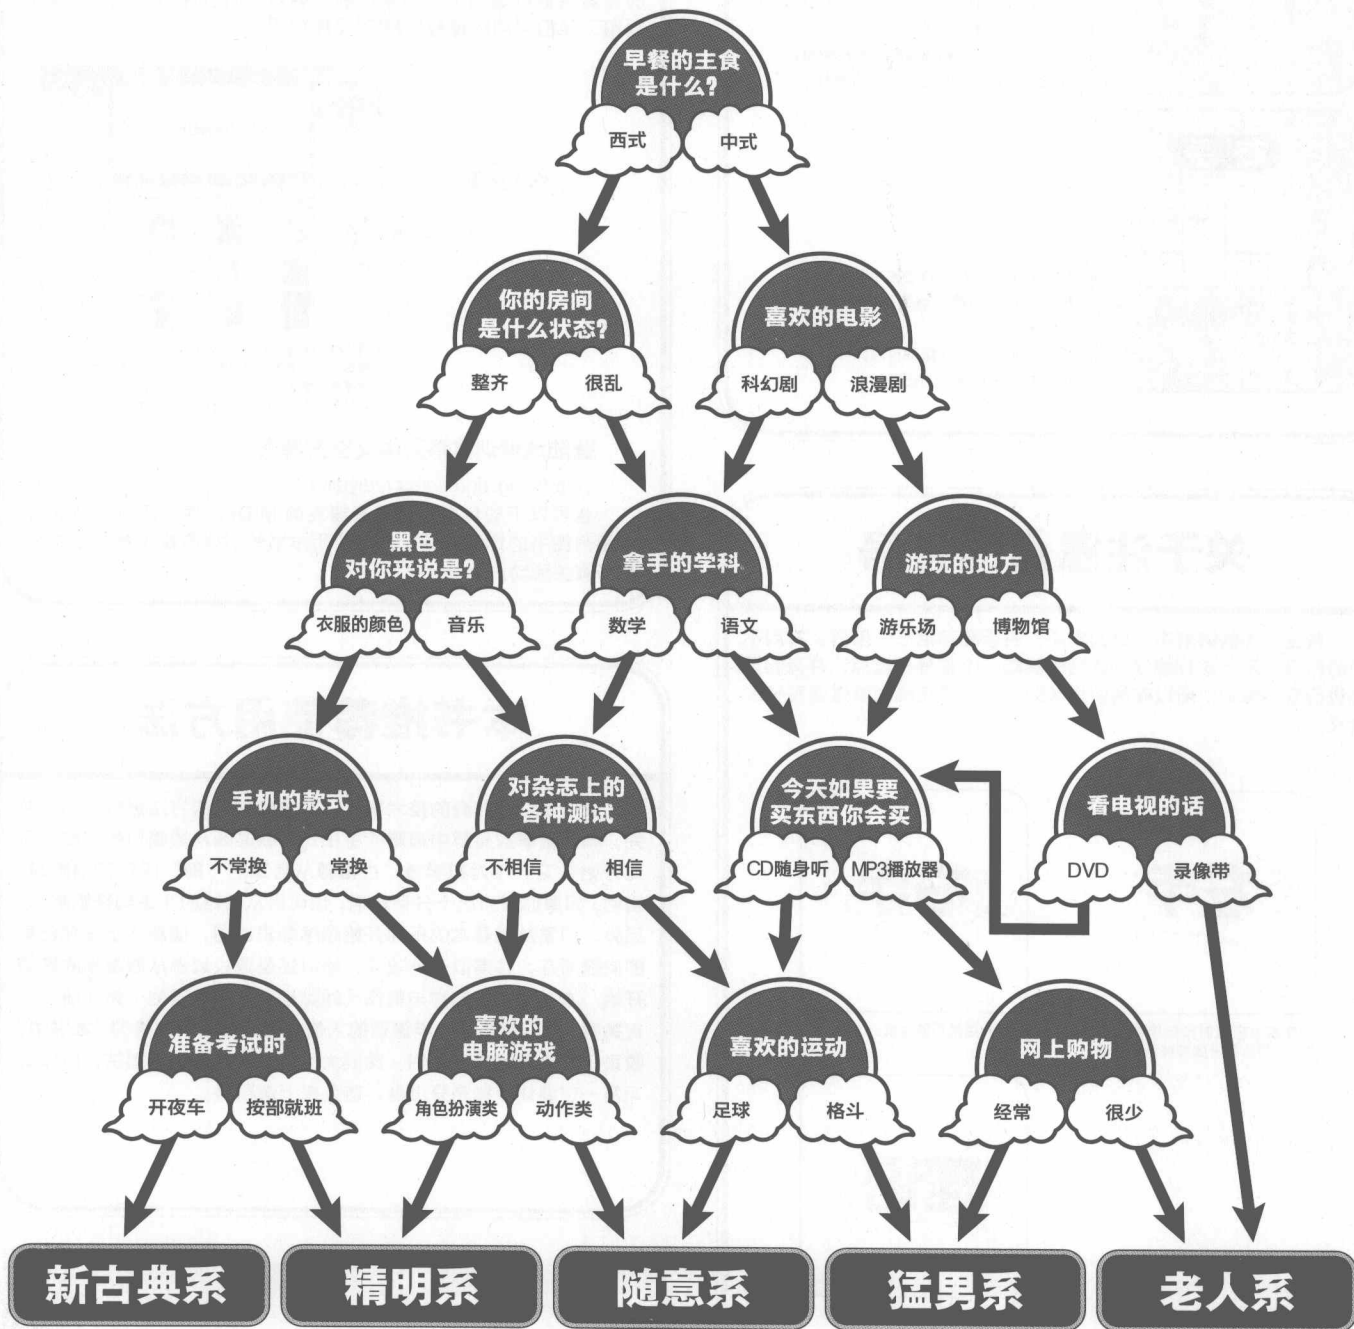 早餐的主食
是什么?
西式
中式
你的房间
是什么状态?
整齐
很乱
喜欢的电影
科幻剧
浪漫剧
黑色
对你来说是?
衣服的颜色
音乐
拿手的学科
数学
语文
游玩的地方
游乐场
博物馆
手机的款式
不常换
常换
对杂志上的
各种测试
不相信
相信
今天如果要
买东西你会买
CD随身听
MP3播放器
看电视的话
DVD
录像带
准备考试时
开夜车
按部就班
喜欢的
电脑游戏
角色扮演类
动作类
喜欢的运动
足球
格斗
网上购物
经常
很少
新古典系
精明系
随意系
猛男系
老人系